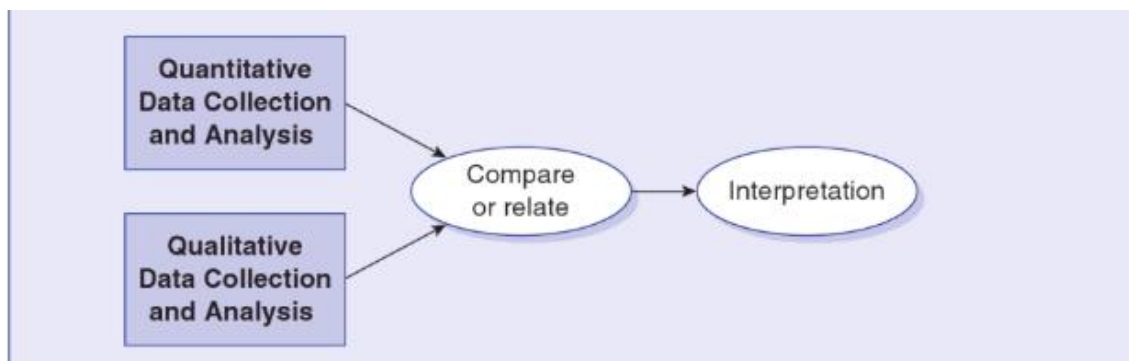 Quantitative
Data Collection
and Analysis
Compare
or relate
Interpretation
Qualitative
Data Collection
and Analysis